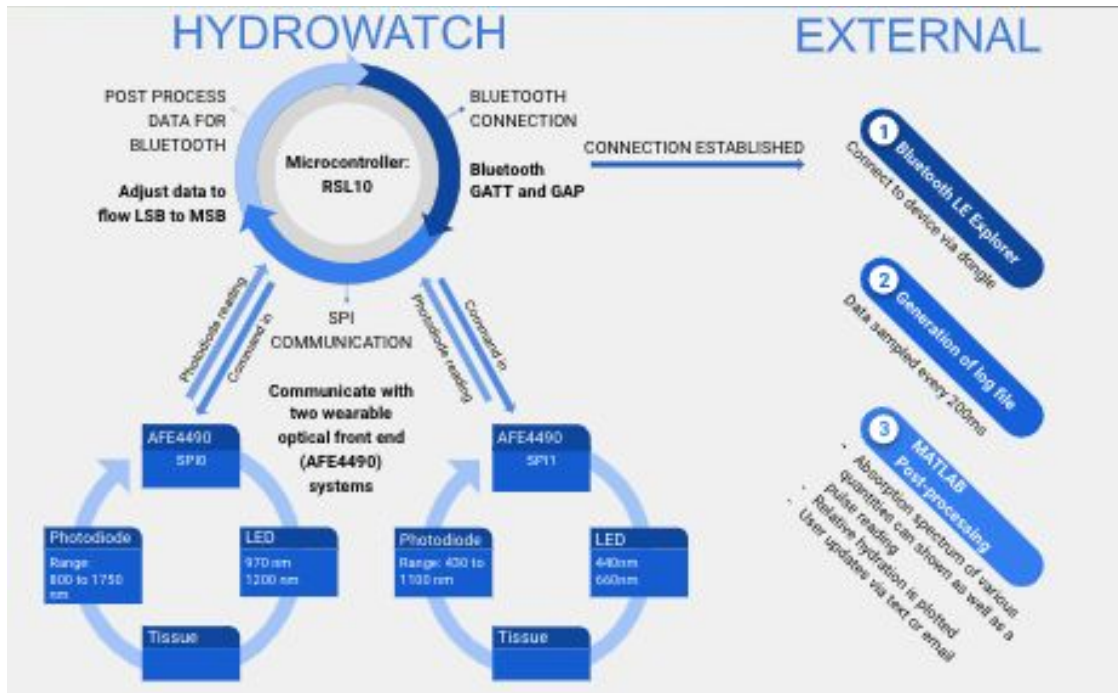 HYDROWATCH
EXTERNAL
POST PROCESS
DATA FOR
BLUETOOTH
Adjust data to
flow LSB to MSB
Microcontroller:
RSL10
BLUETOOTH
CONNECTION
Bluetooth
GATT and GAP
CONNECTION ESTABLISHED
SPI
COMMUNICATION
Communicate with
two wearable
optical front end
(AFE4490)
systems
Photodiode reading
Command in
Photodiode reading
Command in
AFE4490
SPI0
Photodiode
Range:
800 to 1750
nm
LED
970 nm
1200 nm
Tissue
AFE4490
SPI1
Photodiode
Range: 430 to
1100 nm
LED
440nm
660nm
Tissue
1
Bluetooth LE Explorer
Connect to device via dongle
2
Generation of log file
Data sampled every 200ms
3
MATLAB
Post-processing
- Absorption spectrum of various
quantities can shown as well as a
pulse reading
- Relative hydration is plotted
- User updates via text or email